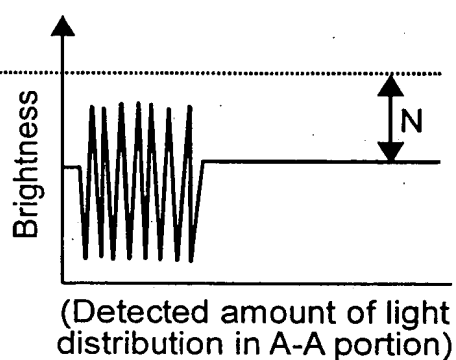 Brightness
N
(Detected amount of light
distribution in A-A portion)